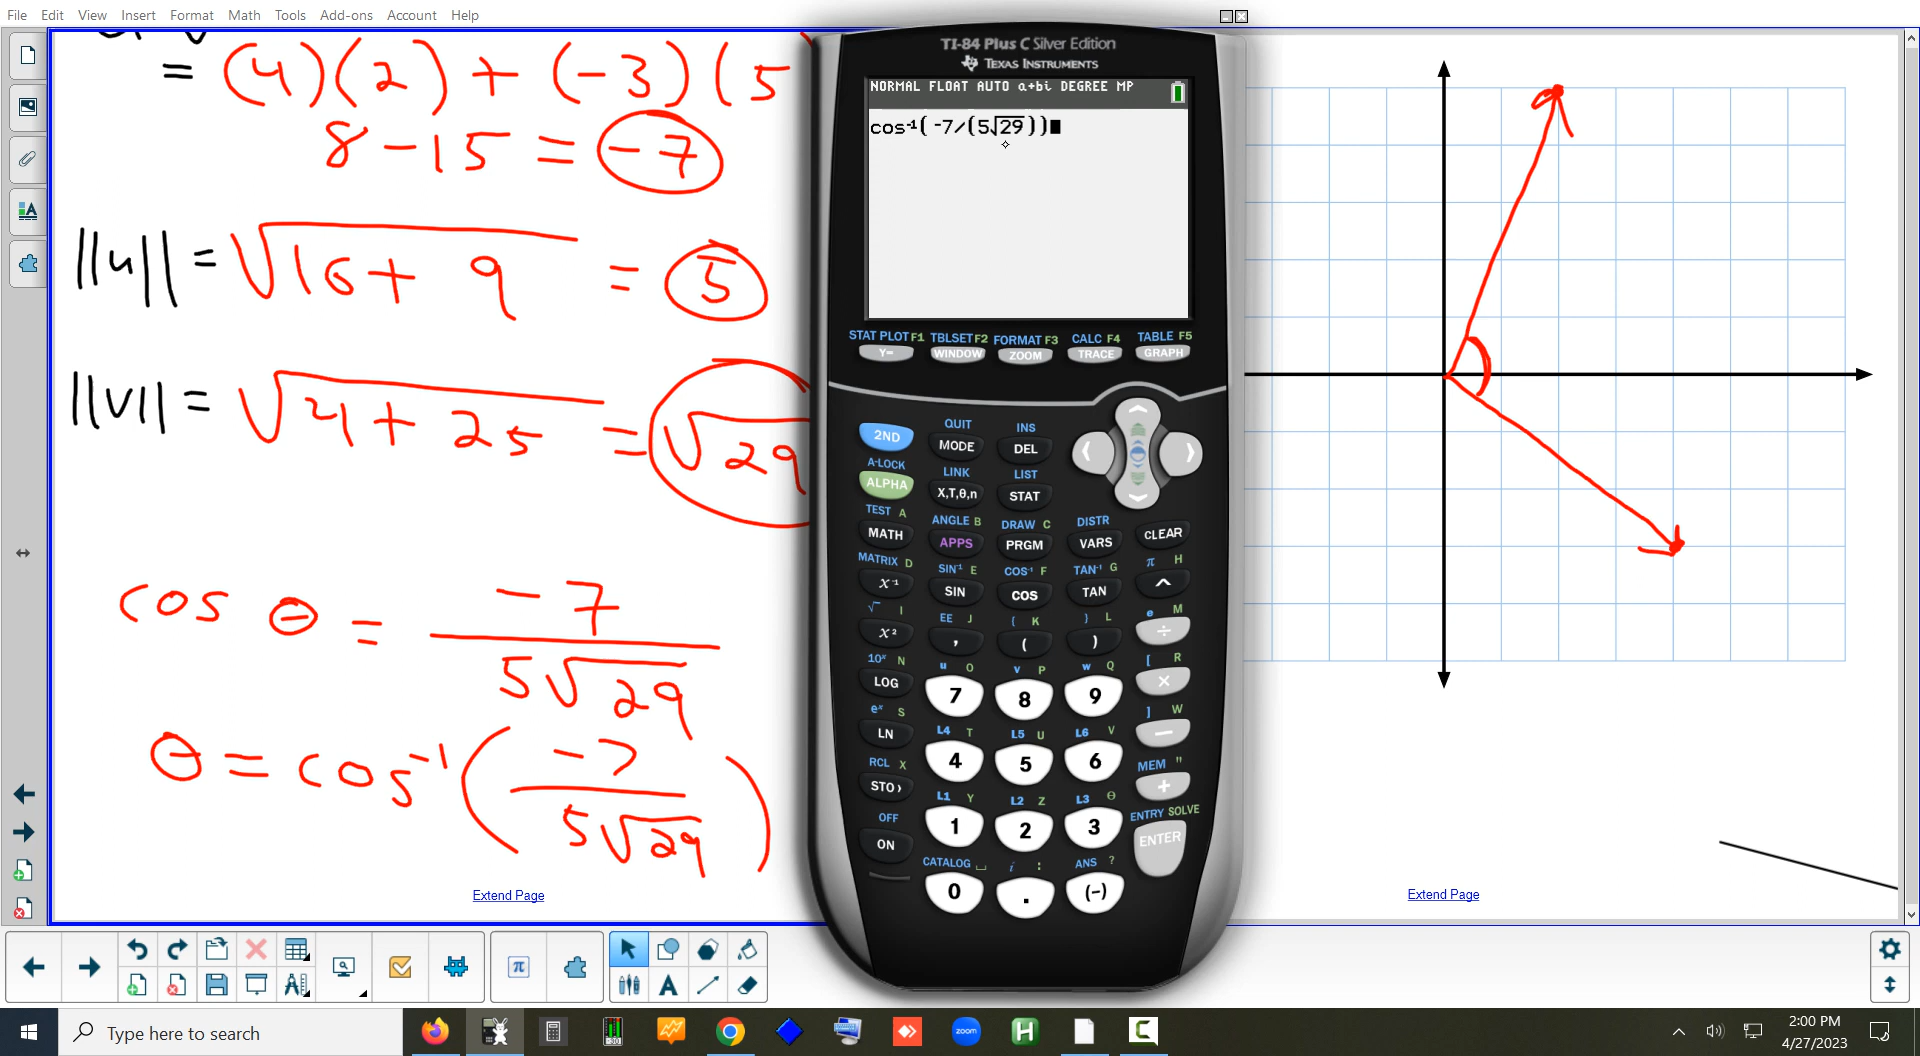 File Edit View Insert Format Math Tools Add-ons Account Help
= (4)(2) + (-3)(5
8 - 15 = -7
||u|| = √16 + 9 = 5
||v|| = √4 + 25 = √29
cos θ = -7
5√29
θ = cos⁻¹ ( -7
5√29 )
Extend Page
TI-84 Plus C Silver Edition
TEXAS INSTRUMENTS
NORMAL FLOAT AUTO a+bi DEGREE MP
cos⁻¹( -7/(5√29 ))
STAT PLOT F1 TBLSET F2 FORMAT F3 CALC F4 TABLE F5
Y= WINDOW ZOOM TRACE GRAPH
QUIT INS
2ND MODE DEL
A-LOCK LINK LIST
ALPHA X,T,θ,n STAT
TEST A ANGLE B DRAW C DISTR
MATH APPS PRGM VARS CLEAR
MATRIX D SIN⁻¹ E COS⁻¹ F TAN⁻¹ G π H
X⁻¹ SIN COS TAN ^
√ I EE J { K } L e M
X² , ( ) ÷
10ˣ N u O v P w Q [ R
LOG 7 8 9 ×
eˣ S L4 T L5 U L6 V ] W
LN 4 5 6 −
RCL X L1 Y L2 Z L3 θ MEM "
STO› 1 2 3 +
OFF CATALOG ⎵ i : ANS ? ENTRY SOLVE
ON 0 . (-) ENTER
Extend Page
π
A
Type here to search
zoom
H
C
2:00 PM
4/27/2023